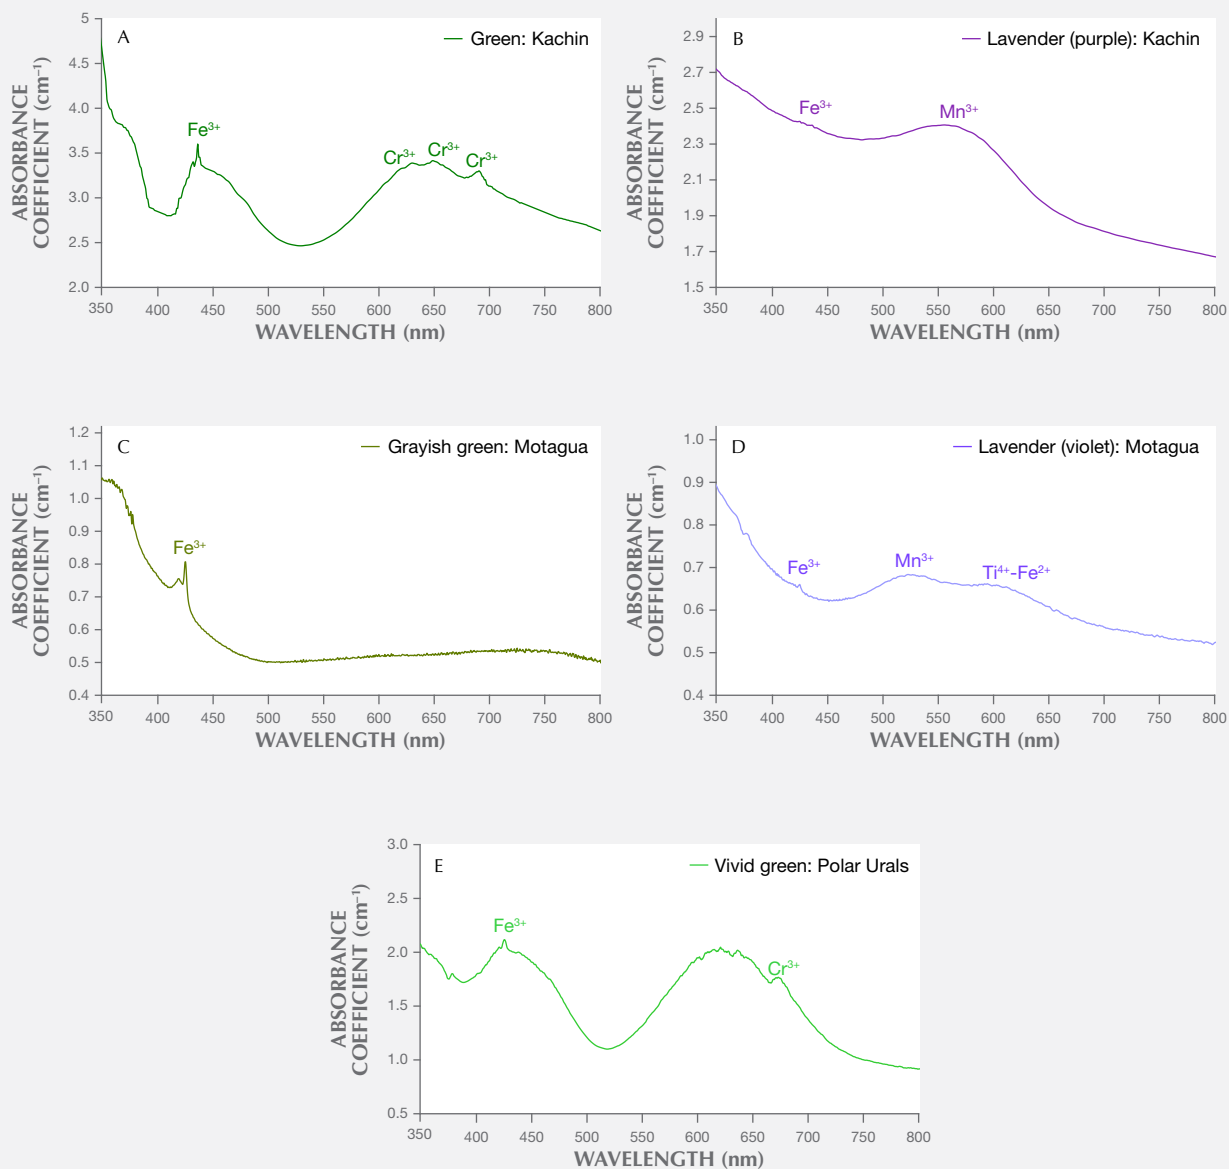 A
Green: Kachin
ABSORBANCE
COEFFICIENT (cm⁻¹)
5
4.5
4.0
3.5
3.0
2.5
2.0
Fe³⁺
Cr³⁺
Cr³⁺
Cr³⁺
350 400 450 500 550 600 650 700 750 800
WAVELENGTH (nm)
B
Lavender (purple): Kachin
ABSORBANCE
COEFFICIENT (cm⁻¹)
2.9
2.7
2.5
2.3
2.1
1.9
1.7
1.5
Fe³⁺
Mn³⁺
350 400 450 500 550 600 650 700 750 800
WAVELENGTH (nm)
C
Grayish green: Motagua
ABSORBANCE
COEFFICIENT (cm⁻¹)
1.2
1.1
1.0
0.9
0.8
0.7
0.6
0.5
0.4
Fe³⁺
350 400 450 500 550 600 650 700 750 800
WAVELENGTH (nm)
D
Lavender (violet): Motagua
ABSORBANCE
COEFFICIENT (cm⁻¹)
1.0
0.9
0.8
0.7
0.6
0.5
0.4
Fe³⁺
Mn³⁺
Ti⁴⁺-Fe²⁺
350 400 450 500 550 600 650 700 750 800
WAVELENGTH (nm)
E
Vivid green: Polar Urals
ABSORBANCE
COEFFICIENT (cm⁻¹)
3.0
2.5
2.0
1.5
1.0
0.5
Fe³⁺
Cr³⁺
350 400 450 500 550 600 650 700 750 800
WAVELENGTH (nm)